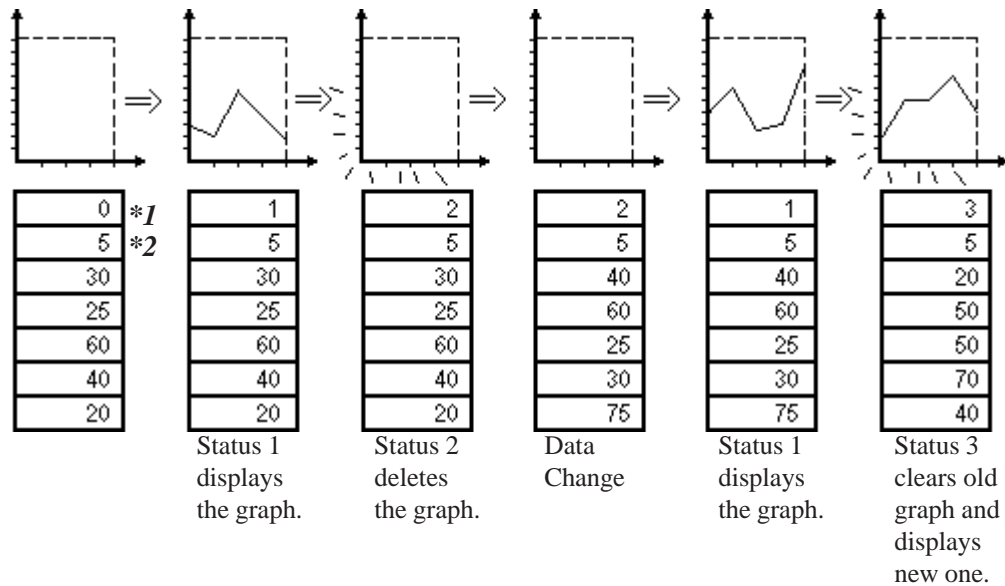 0 1 2 2 1 3
*1
5 5 5 5 5 5
*2
30 30 30 40 40 20
25 25 25 60 60 50
60 60 60 25 25 50
40 40 40 30 30 70
20 20 20 75 75 40
Status 1
displays
the graph.
Status 2
deletes
the graph.
Data
Change
Status 1
displays
the graph.
Status 3
clears old
graph and
displays
new one.